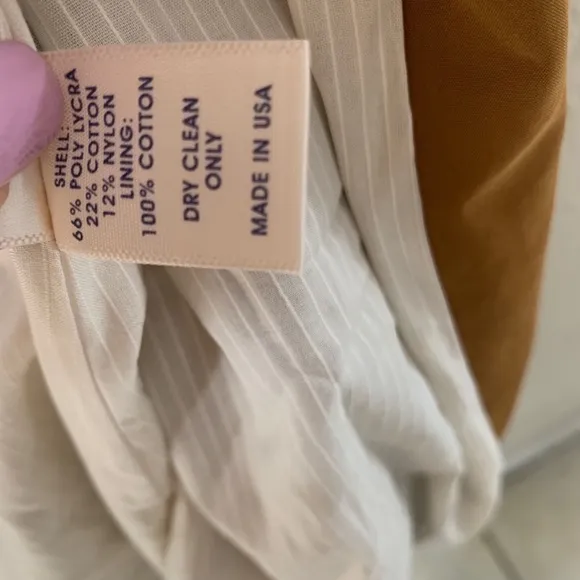 SHELL:
66% POLY LYCRA
22% COTTON
12% NYLON
LINING:
100% COTTON
DRY CLEAN
ONLY
MADE IN USA